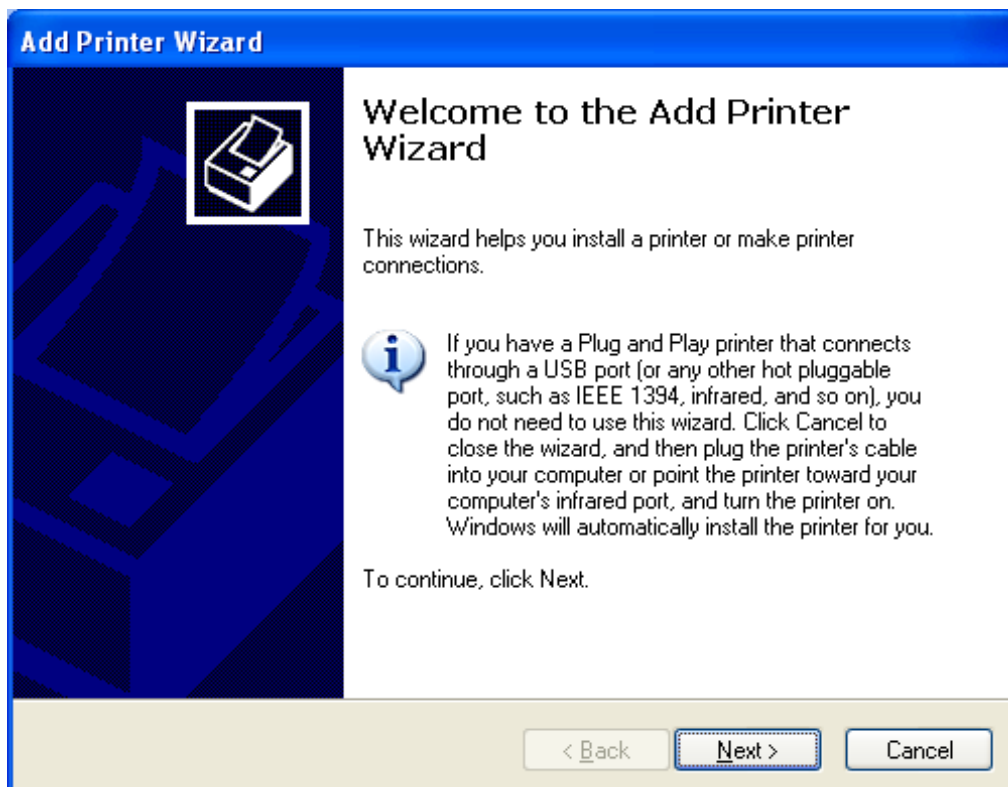 Add Printer Wizard
Welcome to the Add Printer
Wizard
This wizard helps you install a printer or make printer
connections.
If you have a Plug and Play printer that connects
through a USB port (or any other hot pluggable
port, such as IEEE 1394, infrared, and so on), you
do not need to use this wizard. Click Cancel to
close the wizard, and then plug the printer's cable
into your computer or point the printer toward your
computer's infrared port, and turn the printer on.
Windows will automatically install the printer for you.
To continue, click Next.
< Back Next > Cancel